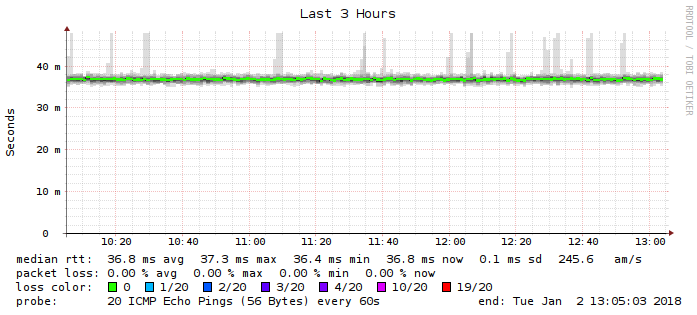 Last 3 Hours
RRDTOOL / TOBI OETIKER
Seconds
40 m
30 m
20 m
10 m
0
10:20 10:40 11:00 11:20 11:40 12:00 12:20 12:40 13:00
median rtt: 36.8 ms avg 37.3 ms max 36.4 ms min 36.8 ms now 0.1 ms sd 245.6 am/s
packet loss: 0.00 % avg 0.00 % max 0.00 % min 0.00 % now
loss color: 0 1/20 2/20 3/20 4/20 10/20 19/20
probe: 20 ICMP Echo Pings (56 Bytes) every 60s end: Tue Jan 2 13:05:03 2018